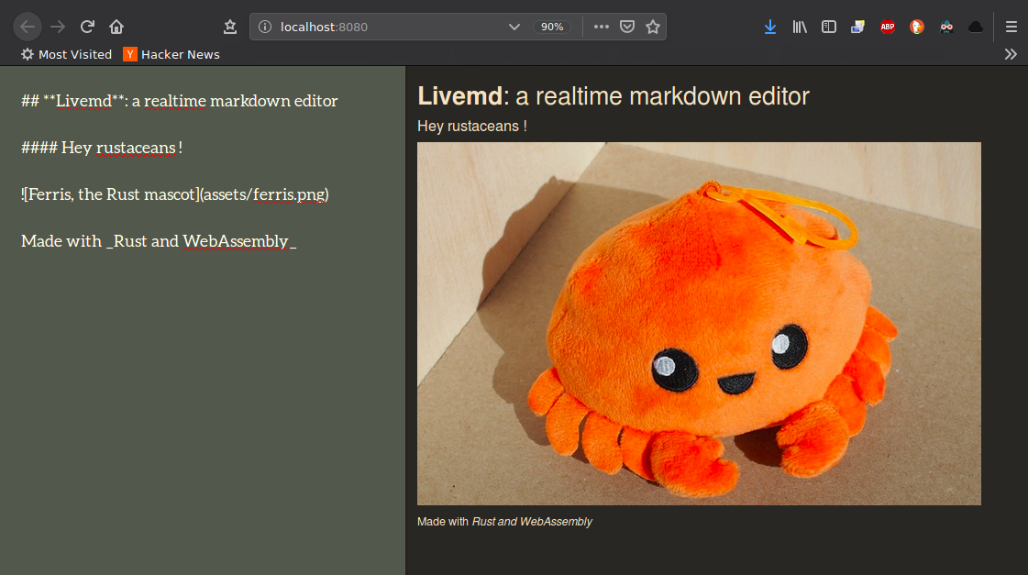 localhost:8080
90%
ABP
Most Visited
Y Hacker News
## **Livemd**: a realtime markdown editor
#### Hey rustaceans !
![Ferris, the Rust mascot](assets/ferris.png)
Made with _Rust and WebAssembly_
Livemd: a realtime markdown editor
Hey rustaceans !
Made with Rust and WebAssembly